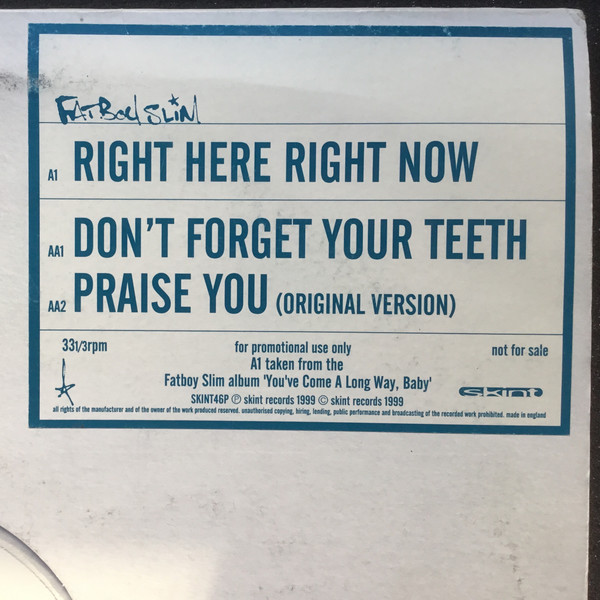 FATBOY SLIM
A1 RIGHT HERE RIGHT NOW
AA1 DON'T FORGET YOUR TEETH
AA2 PRAISE YOU (ORIGINAL VERSION)
331/3rpm for promotional use only not for sale
A1 taken from the
Fatboy Slim album 'You've Come A Long Way, Baby'
SKINT46P ℗ skint records 1999 © skint records 1999
skint
all rights of the manufacturer and of the owner of the work produced reserved. unauthorised copying, hiring, lending, public performance and broadcasting of the recorded work prohibited. made in england